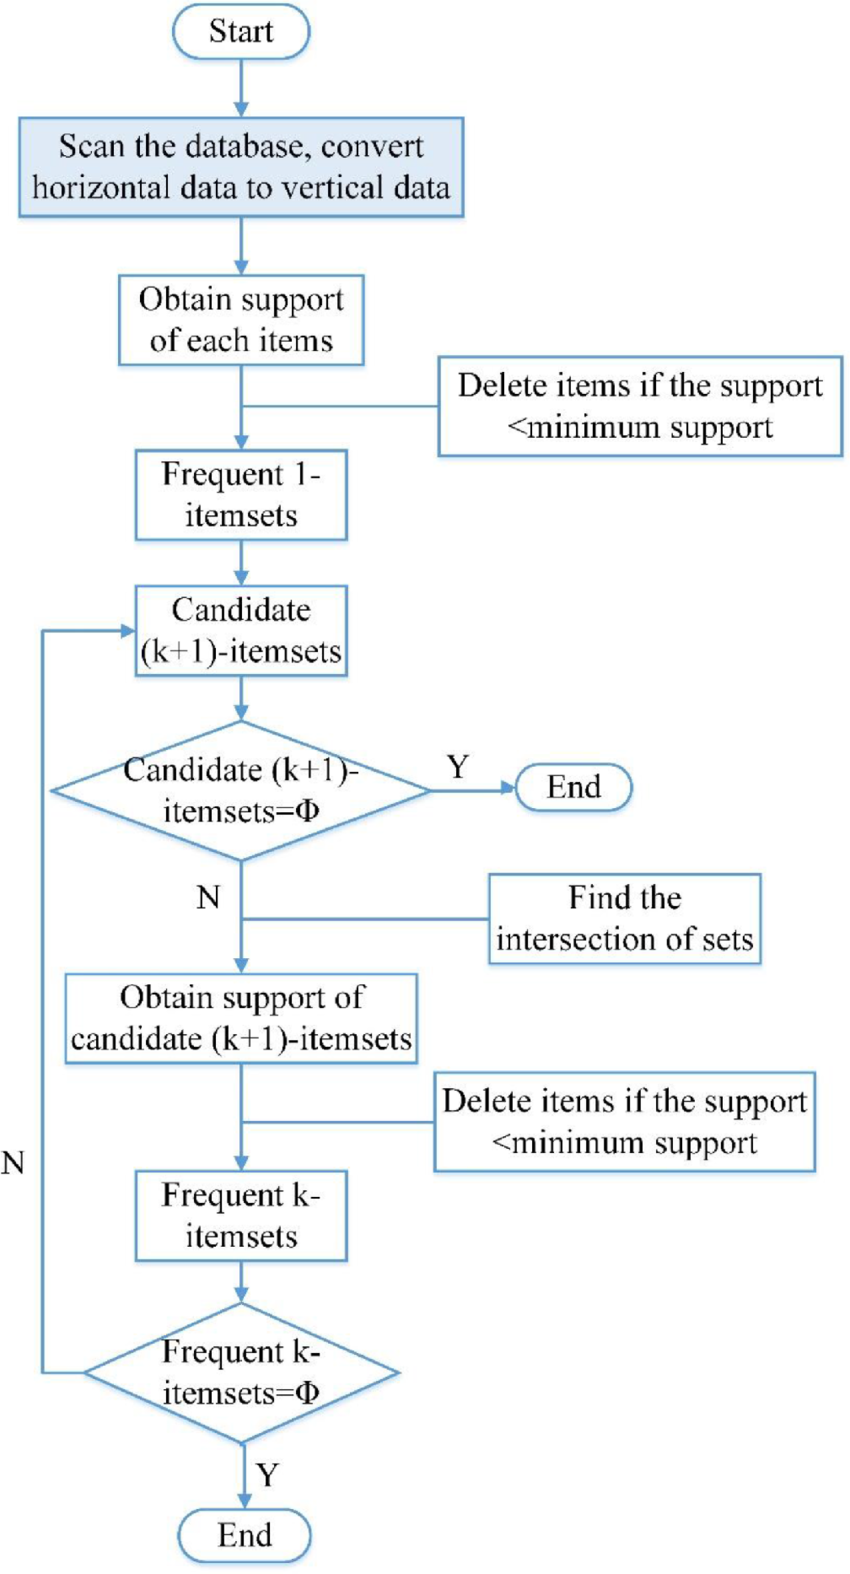 Start
Scan the database, convert
horizontal data to vertical data
Obtain support
of each items
Delete items if the support
<minimum support
Frequent 1-
itemsets
Candidate
(k+1)-itemsets
Candidate (k+1)-
itemsets=Φ
Y
End
N
Find the
intersection of sets
Obtain support of
candidate (k+1)-itemsets
Delete items if the support
<minimum support
N
Frequent k-
itemsets
Frequent k-
itemsets=Φ
Y
End